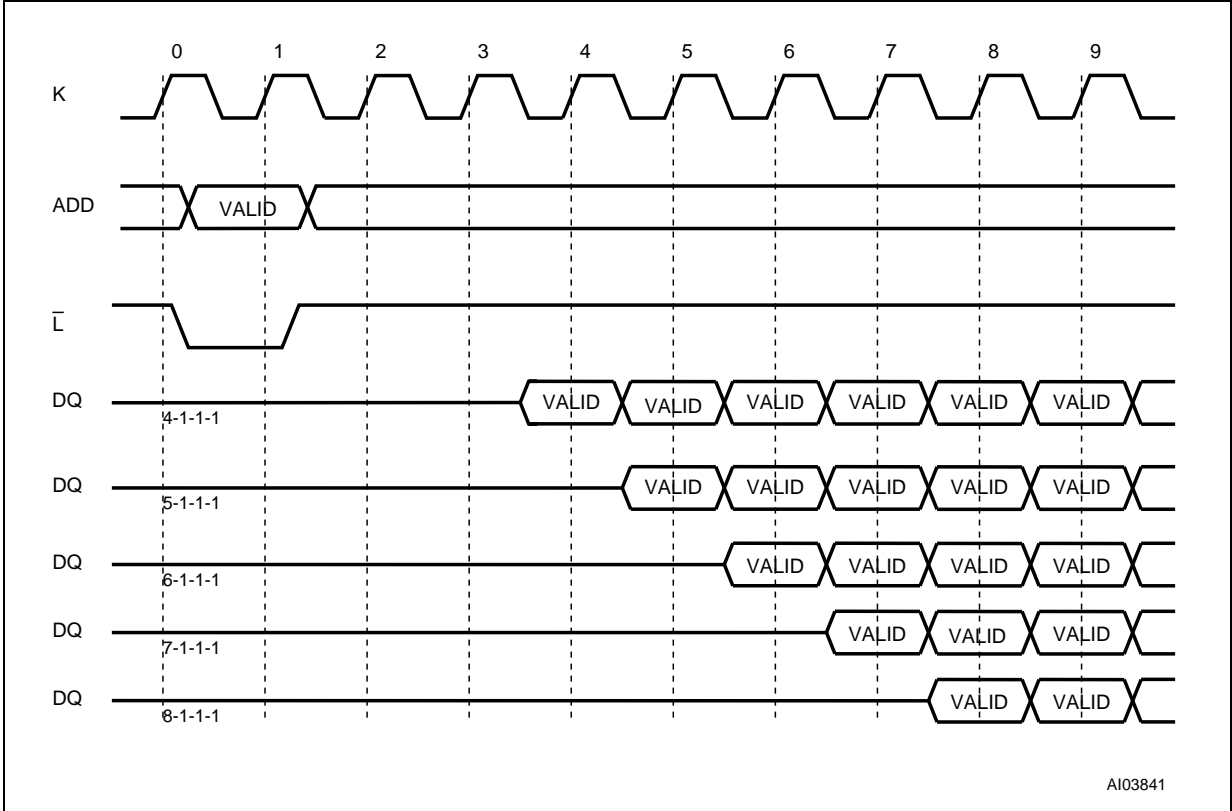 0 1 2 3 4 5 6 7 8 9
K
ADD VALID
L̅
DQ VALID VALID VALID VALID VALID VALID
4-1-1-1
DQ VALID VALID VALID VALID VALID
5-1-1-1
DQ VALID VALID VALID VALID
6-1-1-1
DQ VALID VALID VALID
7-1-1-1
DQ VALID VALID
8-1-1-1
AI03841